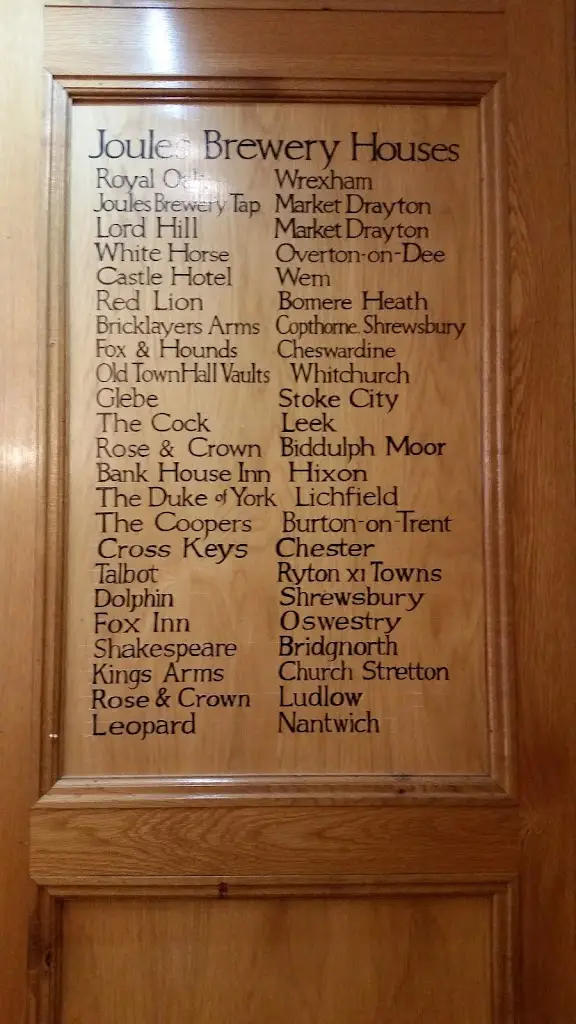 Joules Brewery Houses
Royal Oak Wrexham
Joules Brewery Tap Market Drayton
Lord Hill Market Drayton
White Horse Overton-on-Dee
Castle Hotel Wem
Red Lion Bomere Heath
Bricklayers Arms Copthorne. Shrewsbury
Fox & Hounds Cheswardine
Old Town Hall Vaults Whitchurch
Glebe Stoke City
The Cock Leek
Rose & Crown Biddulph Moor
Bank House Inn Hixon
The Duke of York Lichfield
The Coopers Burton-on-Trent
Cross Keys Chester
Talbot Ryton XI Towns
Dolphin Shrewsbury
Fox Inn Oswestry
Shakespeare Bridgnorth
Kings Arms Church Stretton
Rose & Crown Ludlow
Leopard Nantwich